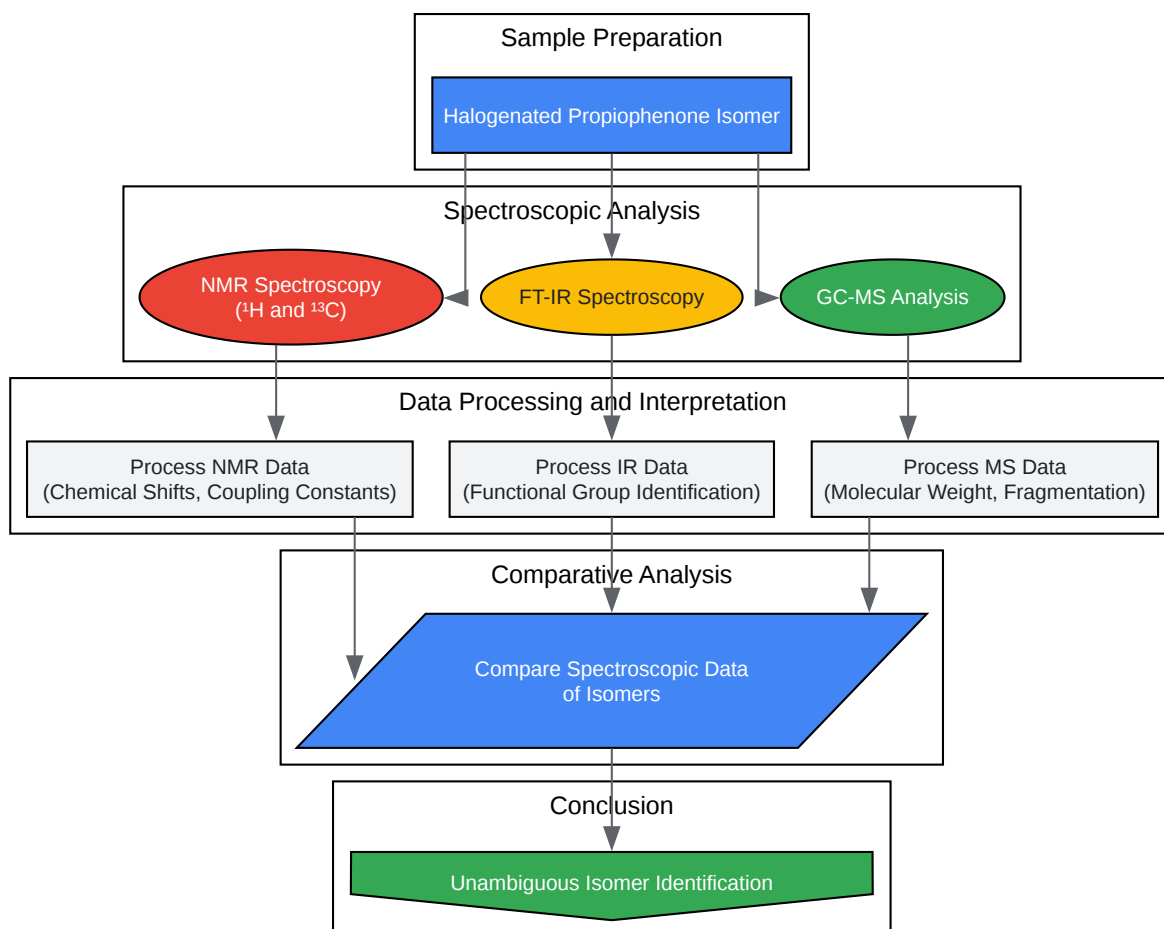 Sample Preparation
Halogenated Propiophenone Isomer
Spectroscopic Analysis
NMR Spectroscopy
(¹H and ¹³C)
FT-IR Spectroscopy
GC-MS Analysis
Data Processing and Interpretation
Process NMR Data
(Chemical Shifts, Coupling Constants)
Process IR Data
(Functional Group Identification)
Process MS Data
(Molecular Weight, Fragmentation)
Comparative Analysis
Compare Spectroscopic Data
of Isomers
Conclusion
Unambiguous Isomer Identification